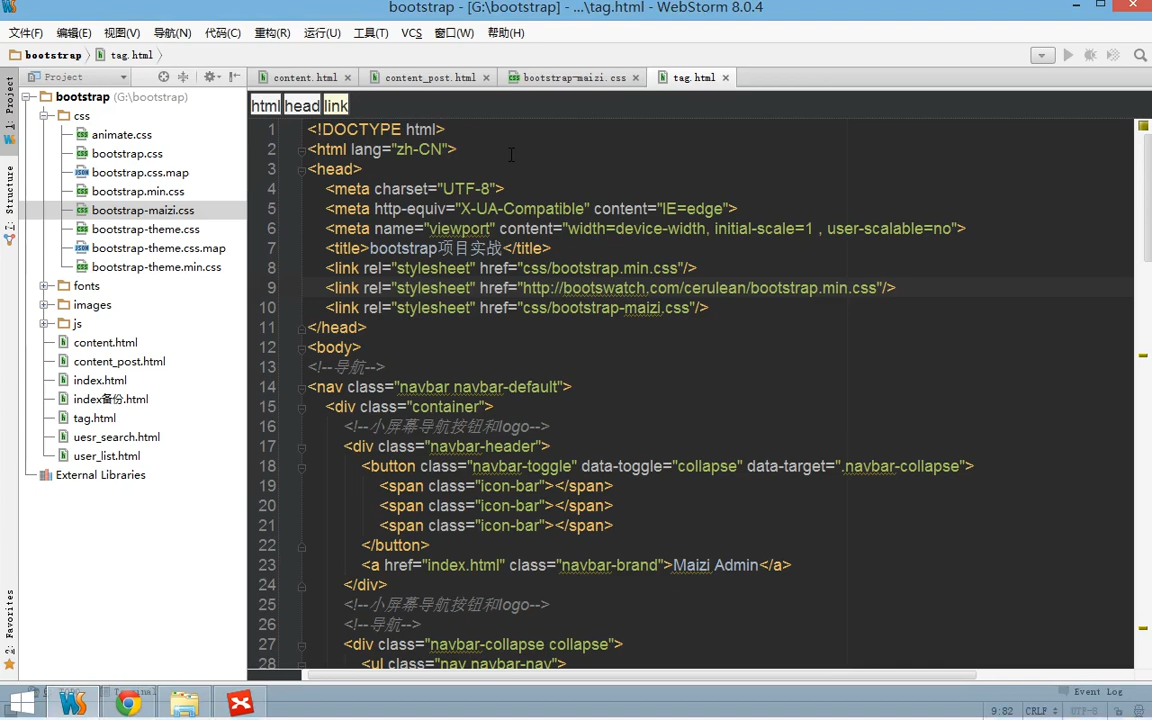 bootstrap - [G:\bootstrap] - ...\tag.html - WebStorm 8.0.4
文件(F) 编辑(E) 视图(V) 导航(N) 代码(C) 重构(R) 运行(U) 工具(T) VCS 窗口(W) 帮助(H)
bootstrap tag.html
1: Project
Project
content.html content_post.html bootstrap-maizi.css tag.html
bootstrap (G:\bootstrap)
css
animate.css
bootstrap.css
bootstrap.css.map
bootstrap.min.css
bootstrap-maizi.css
bootstrap-theme.css
bootstrap-theme.css.map
bootstrap-theme.min.css
fonts
images
js
content.html
content_post.html
index.html
index备份.html
tag.html
uesr_search.html
user_list.html
External Libraries
Structure
2: Favorites
html head link
1 <!DOCTYPE html>
2 <html lang="zh-CN">
3 <head>
4 <meta charset="UTF-8">
5 <meta http-equiv="X-UA-Compatible" content="IE=edge">
6 <meta name="viewport" content="width=device-width, initial-scale=1 , user-scalable=no">
7 <title>bootstrap项目实战</title>
8 <link rel="stylesheet" href="css/bootstrap.min.css"/>
9 <link rel="stylesheet" href="http://bootswatch.com/cerulean/bootstrap.min.css"/>
10 <link rel="stylesheet" href="css/bootstrap-maizi.css"/>
11 </head>
12 <body>
13 <!--导航-->
14 <nav class="navbar navbar-default">
15 <div class="container">
16 <!--小屏幕导航按钮和logo-->
17 <div class="navbar-header">
18 <button class="navbar-toggle" data-toggle="collapse" data-target=".navbar-collapse">
19 <span class="icon-bar"></span>
20 <span class="icon-bar"></span>
21 <span class="icon-bar"></span>
22 </button>
23 <a href="index.html" class="navbar-brand">Maizi Admin</a>
24 </div>
25 <!--小屏幕导航按钮和logo-->
26 <!--导航-->
27 <div class="navbar-collapse collapse">
28 <ul class="nav navbar-nav">
Terminal
Event Log
9:82 CRLF UTF-8